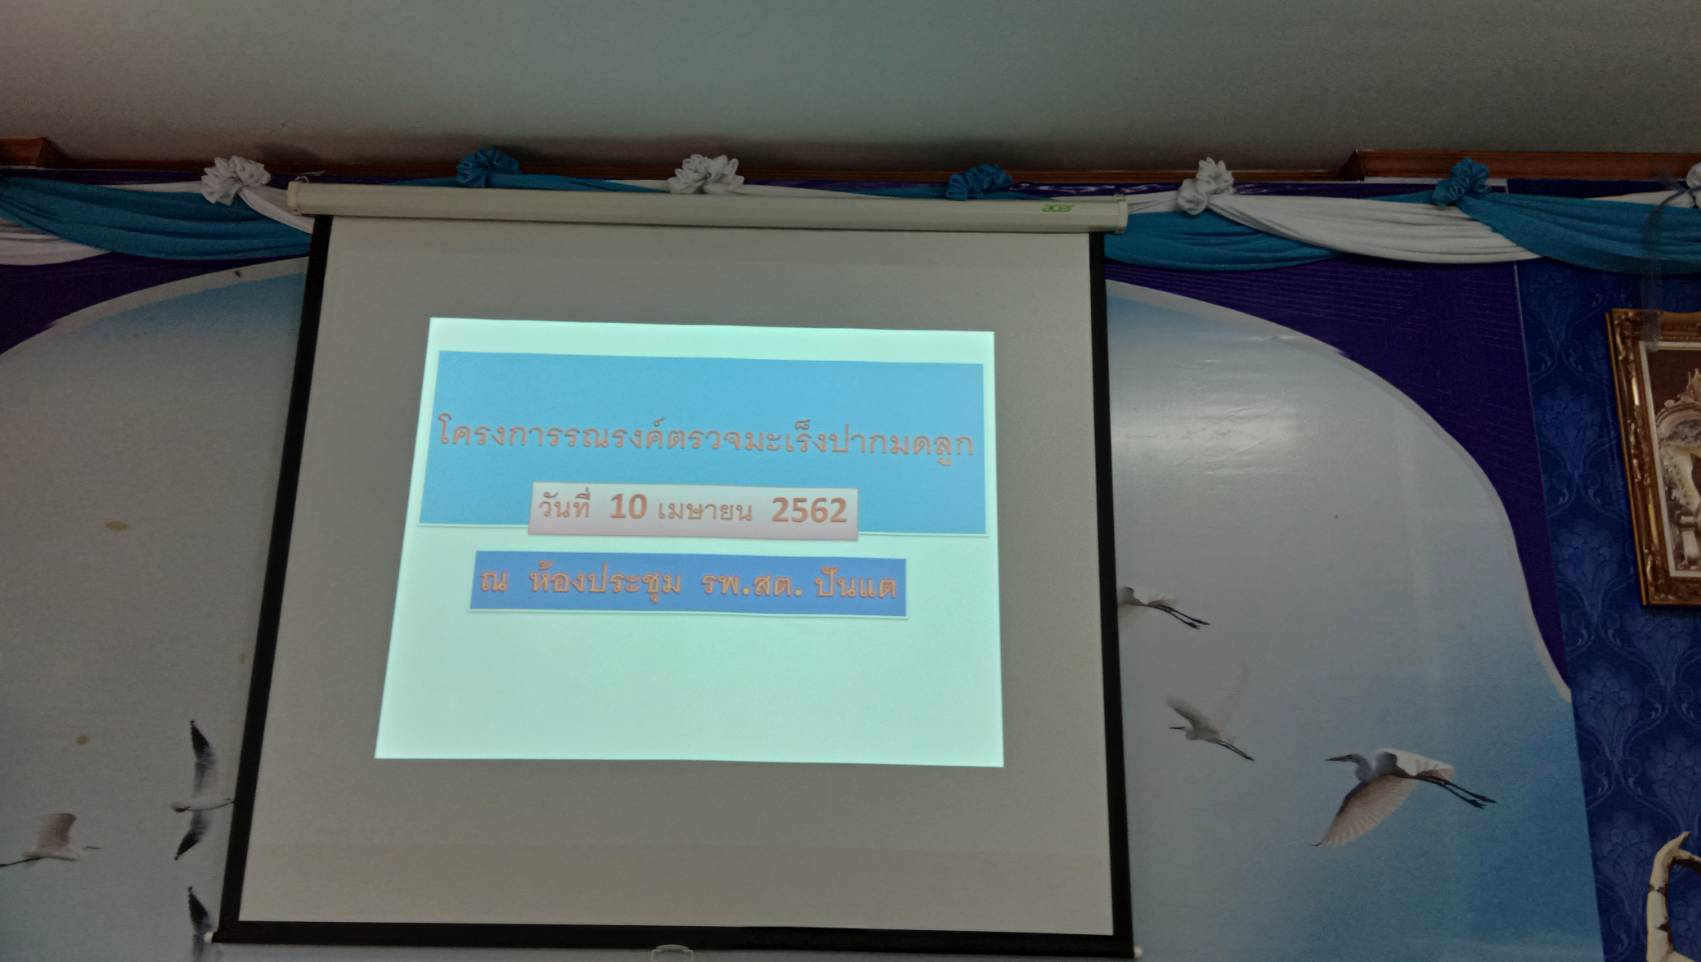 acer
โครงการรณรงค์ตรวจมะเร็งปากมดลูก
วันที่ 10 เมษายน 2562
ณ ห้องประชุม รพ.สต. ปันแต